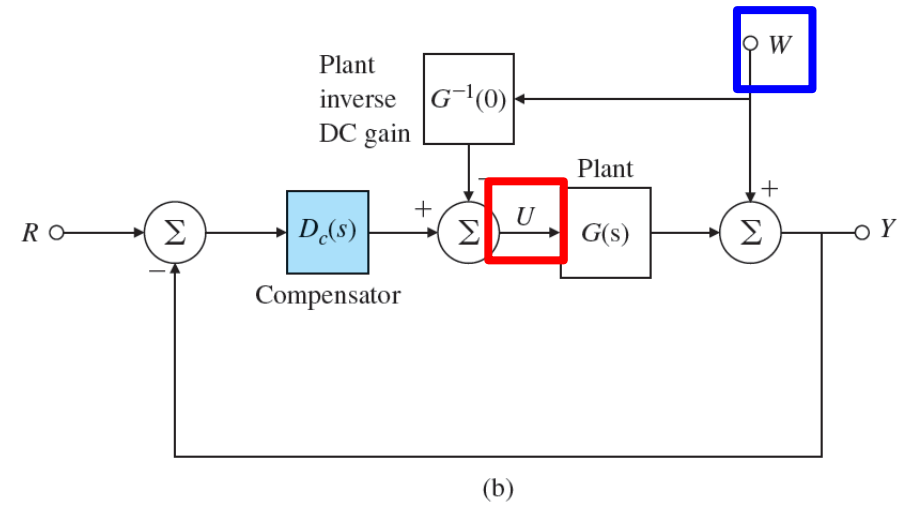 W
Plant
inverse
DC gain
G⁻¹(0)
−
Plant
+
+
U
R
Σ
D_c(s)
Σ
G(s)
Σ
Y
−
Compensator
(b)